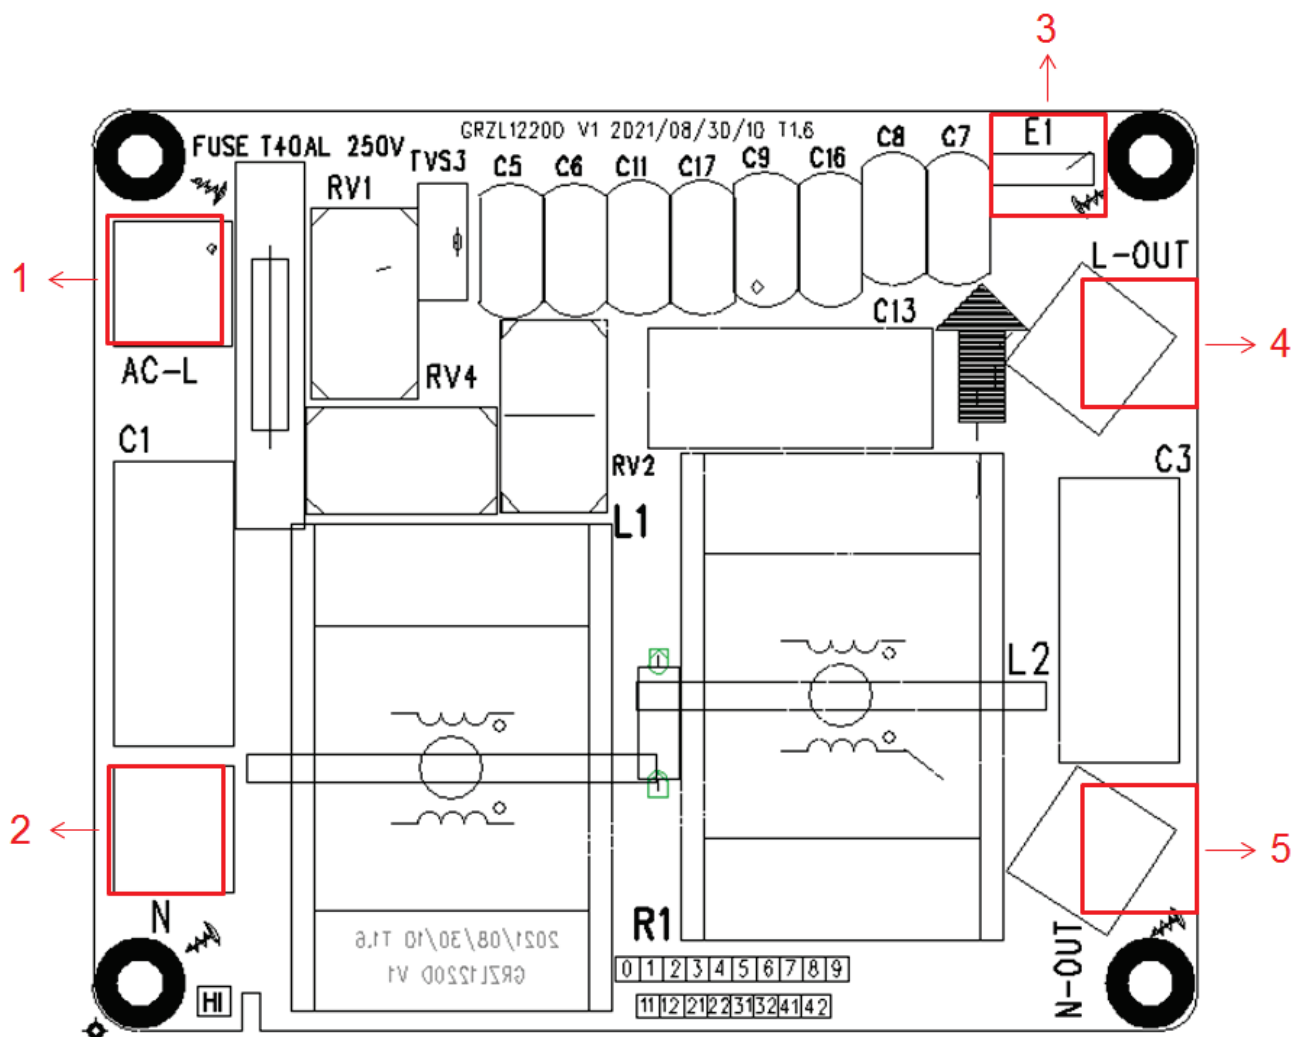 3
GRZL1220D V1 2021/08/30/10 T1.6
E1
FUSE T40AL 250V
TVS3
C5
C6
C11
C17
C9
C16
C8
C7
RV1
L-OUT
1
4
C13
AC-L
RV4
C1
RV2
C3
L1
L2
2
5
N
R1
2021/08/30/10 T1.6
GRZL1220D V1
N-OUT
0 1 2 3 4 5 6 7 8 9
HI
11 12 21 22 31 32 41 42